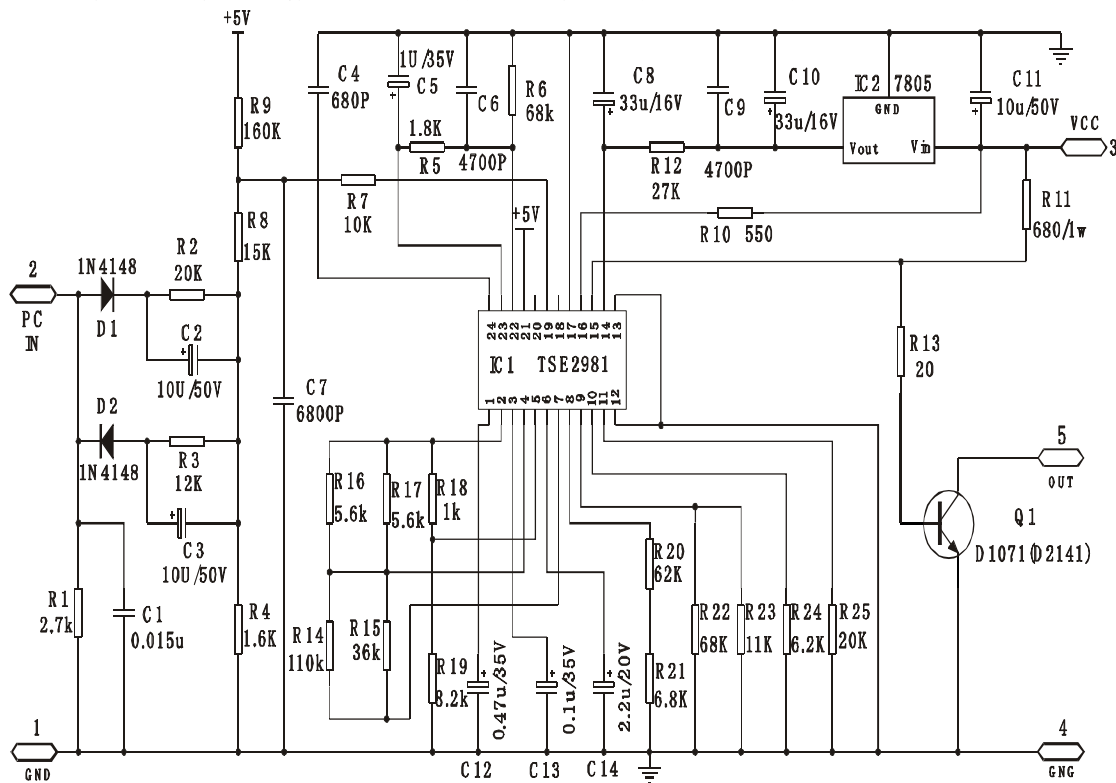 +5V
R9
160K
C4
680P
1U/35V
+
C5
C6
R6
68k
C8
33u/16V
+
C9
C10
+
33u/16V
IC2 7805
GND
Vout Vin
C11
10u/50V
+
VCC
3
1.8K
R5
4700P
R12
27K
4700P
R7
10K
+5V
R10 550
R11
680/1w
R8
15K
2
PC
IN
1N4148
D1
R2
20K
C2
+
10U/50V
24 23 22 21 20 19 18 17 16 15 14 13
IC1 TSE2981
1 2 3 4 5 6 7 8 9 10 11 12
R13
20
C7
6800P
D2
1N4148
R3
12K
+
C3
10U/50V
R16
5.6k
R17
5.6k
R18
1k
5
OUT
Q1
D1071(D2141)
R20
62K
R1
2,7k
C1
0.015u
R4
1.6K
R14
110k
R15
36k
R19
8.2k
+
0.47u/35V
+
0.1u/35V
+
2.2u/20V
R21
6.8K
R22
68K
R23
11K
R24
6.2K
R25
20K
1
GND
C12
C13
C14
4
GNG